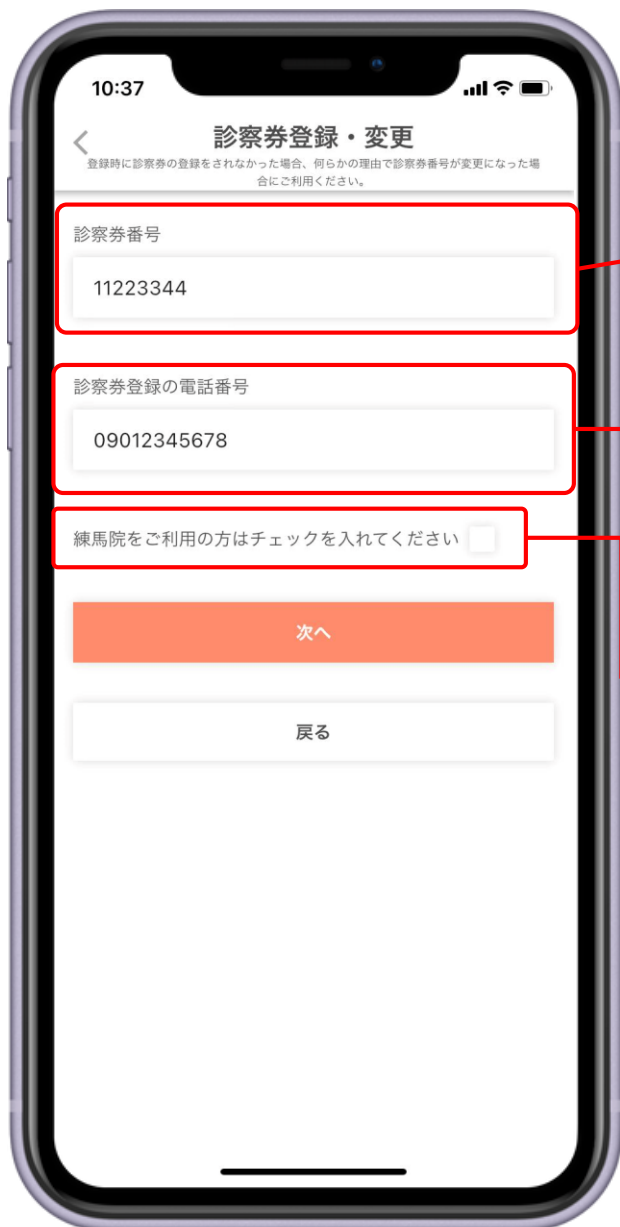 10:37
診察券登録・変更
登録時に診察券の登録をされなかった場合、何らかの理由で診察券番号が変更になった場
合にご利用ください。
診察券番号
11223344
診察券登録の電話番号
09012345678
練馬院をご利用の方はチェックを入れてください
次へ
戻る